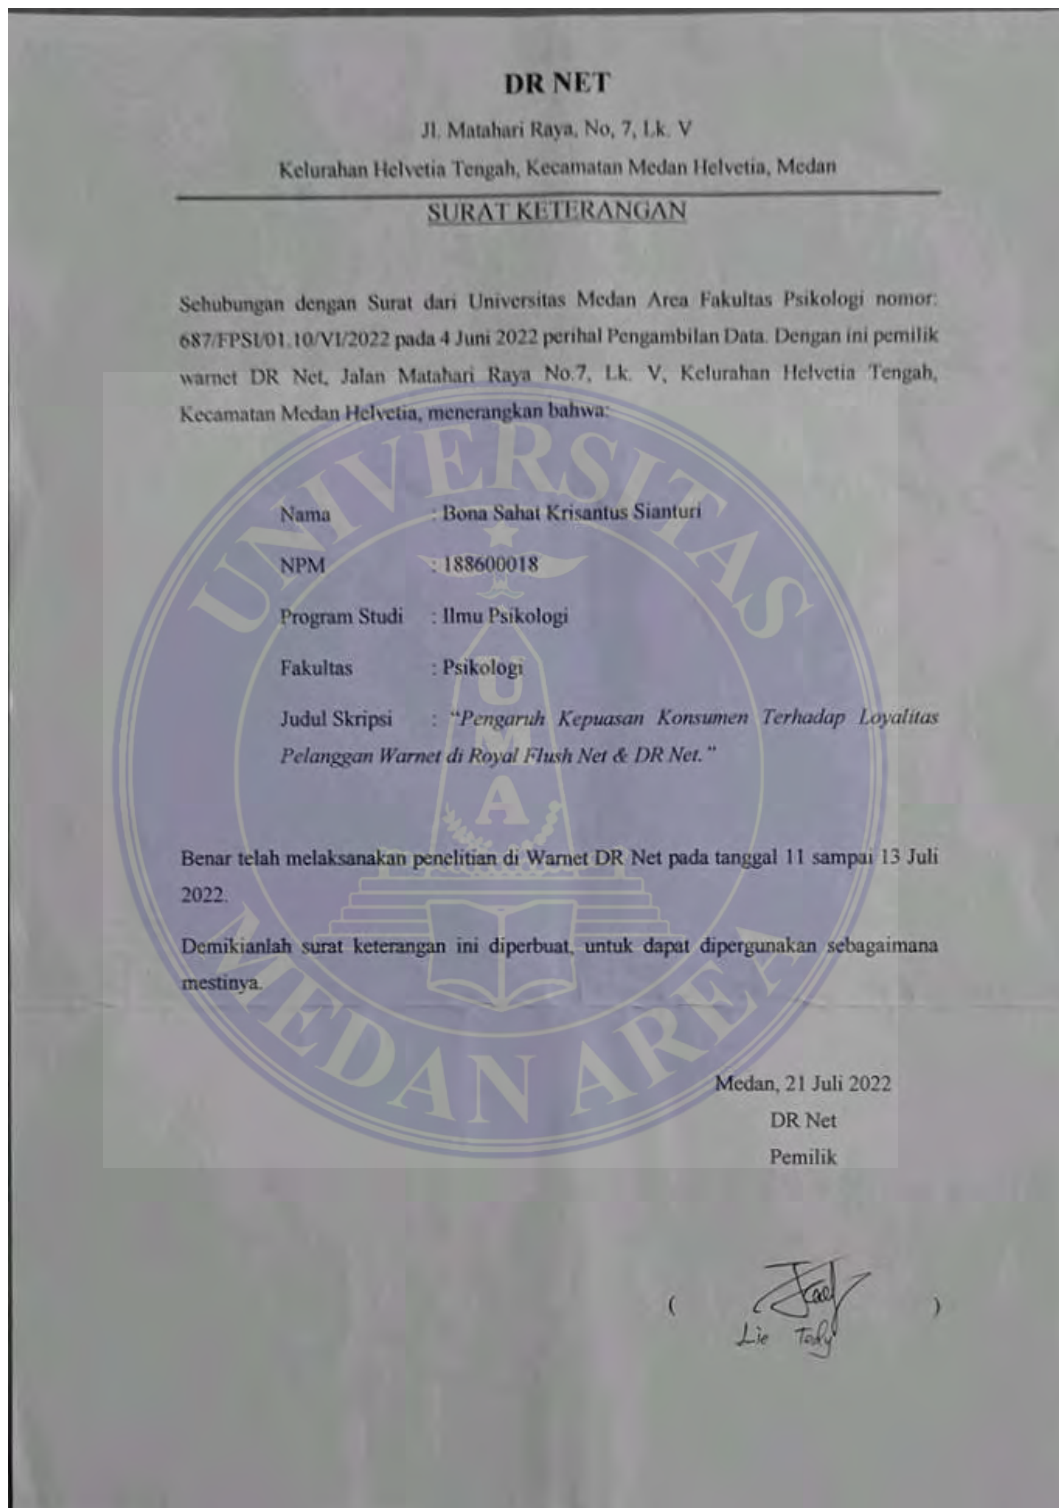 DR NET
Jl. Matahari Raya, No, 7, Lk. V
Kelurahan Helvetia Tengah, Kecamatan Medan Helvetia, Medan
SURAT KETERANGAN
Sehubungan dengan Surat dari Universitas Medan Area Fakultas Psikologi nomor:
687/FPSI/01.10/VI/2022 pada 4 Juni 2022 perihal Pengambilan Data. Dengan ini pemilik
warnet DR Net, Jalan Matahari Raya No.7, Lk. V, Kelurahan Helvetia Tengah,
Kecamatan Medan Helvetia, menerangkan bahwa:
UNIVERSITAS
Nama : Bona Sahat Krisantus Sianturi
NPM : 188600018
Program Studi : Ilmu Psikologi
Fakultas : Psikologi
UMA
Judul Skripsi : "Pengaruh Kepuasan Konsumen Terhadap Loyalitas
Pelanggan Warnet di Royal Flush Net & DR Net."
Benar telah melaksanakan penelitian di Warnet DR Net pada tanggal 11 sampai 13 Juli
2022.
Demikianlah surat keterangan ini diperbuat, untuk dapat dipergunakan sebagaimana
mestinya.
MEDAN AREA
Medan, 21 Juli 2022
DR Net
Pemilik
( )
Lie Tedy